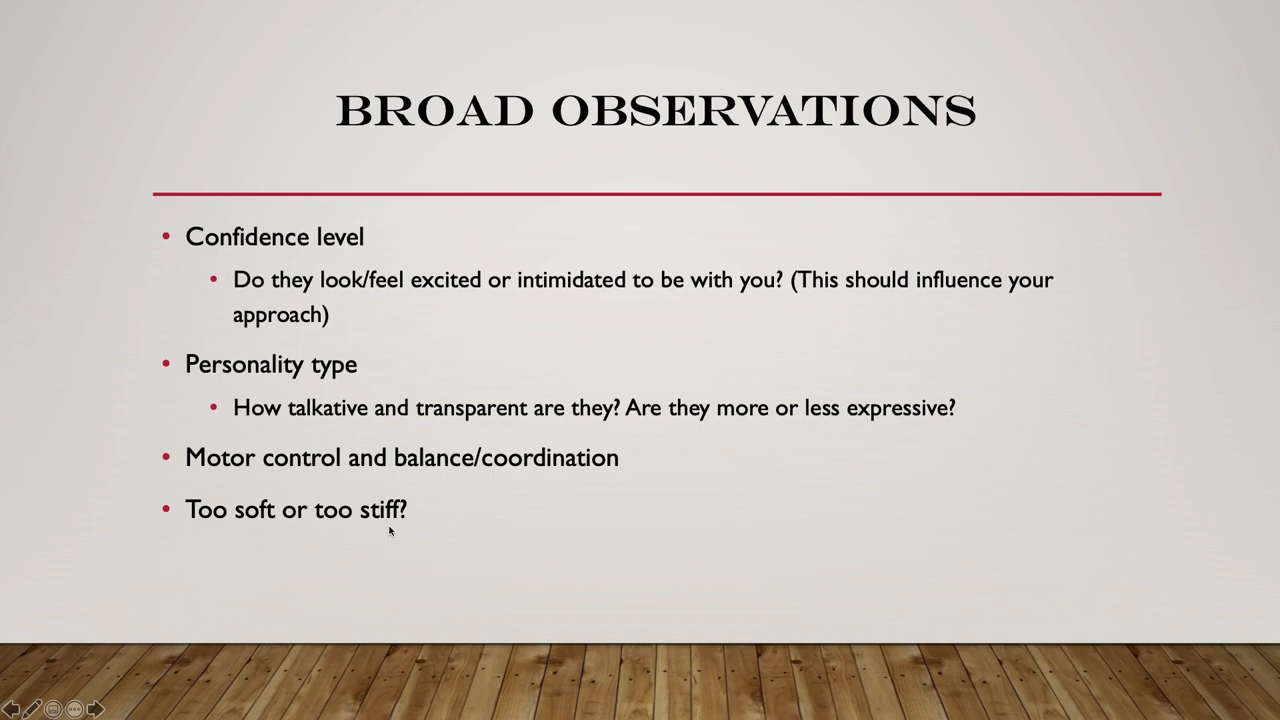 BROAD OBSERVATIONS
• Confidence level
• Do they look/feel excited or intimidated to be with you? (This should influence your
approach)
• Personality type
• How talkative and transparent are they? Are they more or less expressive?
• Motor control and balance/coordination
• Too soft or too stiff?